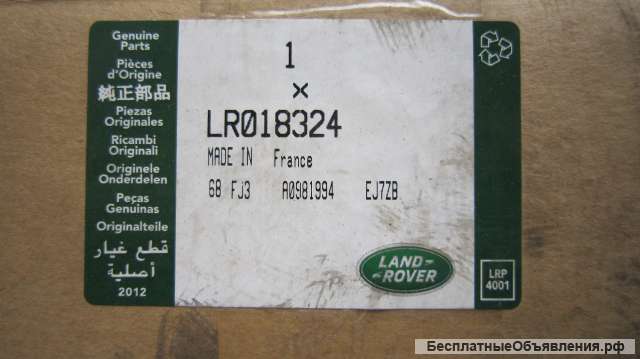 Genuine
Parts
Pièces
d'Origine
純正部品
Piezas
Originales
Ricambi
Originali
Originele
Onderdelen
Peças
Genuinas
Originalteile
قطع غيار
أصلية
2012
1
×
LR018324
MADE IN France
68 FJ3 A0981994 EJ7ZB
LAND-
-ROVER
LRP
4001
БесплатныеОбъявления.рф